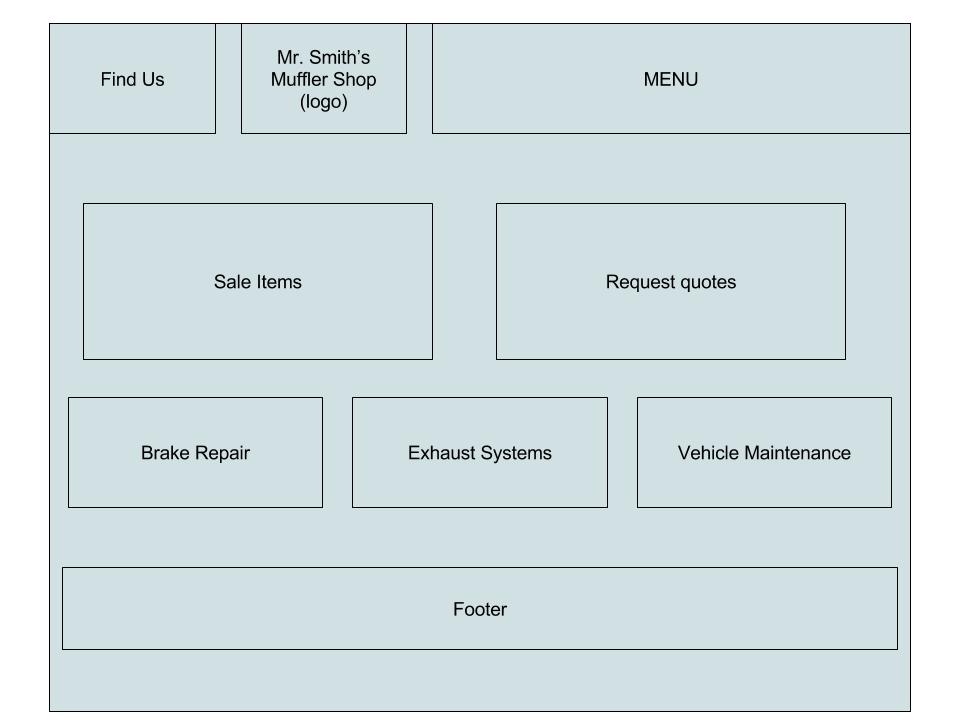 Find Us
Mr. Smith’s
Muffler Shop
(logo)
MENU
Sale Items
Request quotes
Brake Repair
Exhaust Systems
Vehicle Maintenance
Footer